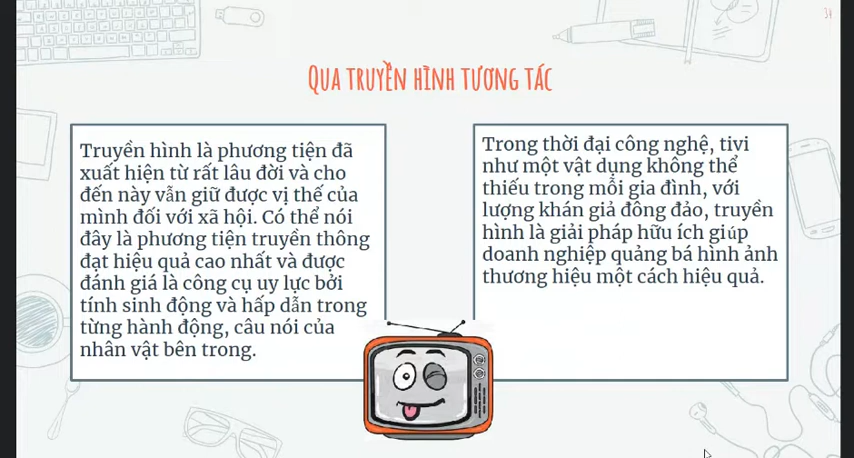 34
QUA TRUYỀN HÌNH TƯƠNG TÁC
Truyền hình là phương tiện đã
xuất hiện từ rất lâu đời và cho
đến này vẫn giữ được vị thế của
mình đối với xã hội. Có thể nói
đây là phương tiện truyền thông
đạt hiệu quả cao nhất và được
đánh giá là công cụ uy lực bởi
tính sinh động và hấp dẫn trong
từng hành động, câu nói của
nhân vật bên trong.
Trong thời đại công nghệ, tivi
như một vật dụng không thể
thiếu trong mỗi gia đình, với
lượng khán giả đông đảo, truyền
hình là giải pháp hữu ích giúp
doanh nghiệp quảng bá hình ảnh
thương hiệu một cách hiệu quả.